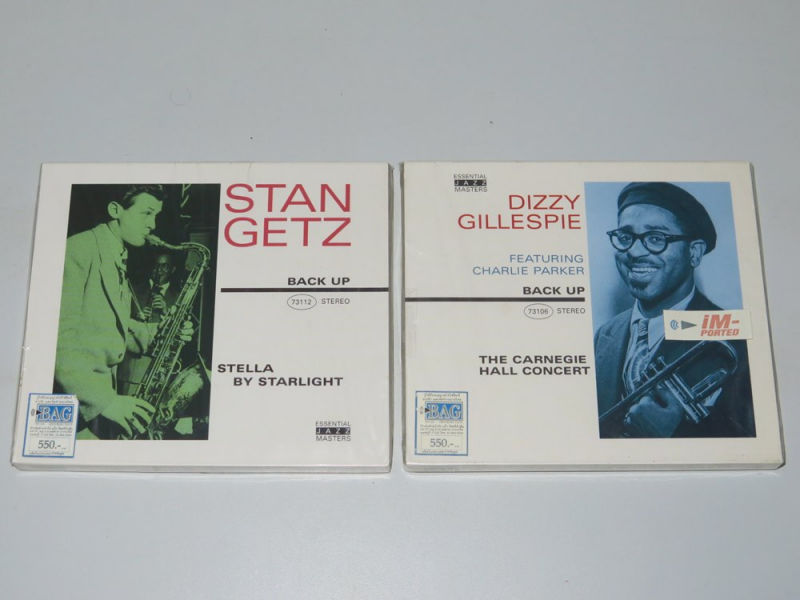 STAN
GETZ
BACK UP
73112 STEREO
STELLA
BY STARLIGHT
ESSENTIAL
JAZZ
MASTERS
BAG
550.-
ESSENTIAL
JAZZ
MASTERS
DIZZY
GILLESPIE
FEATURING
CHARLIE PARKER
BACK UP
73106 STEREO
THE CARNEGIE
HALL CONCERT
iM-
PORTED
BAG
550.-